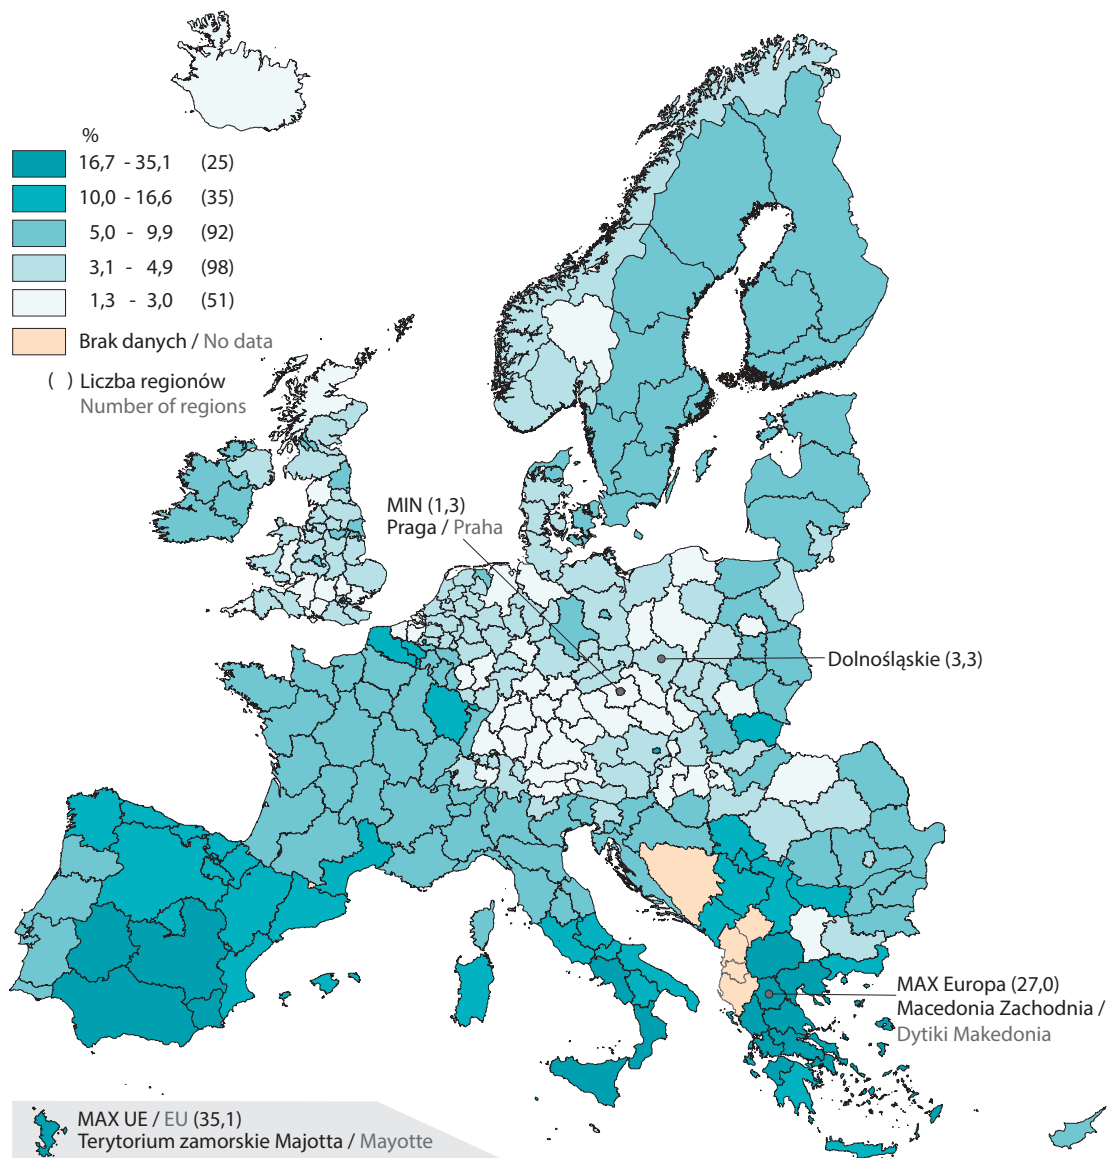 %
16,7 - 35,1 (25)
10,0 - 16,6 (35)
5,0 - 9,9 (92)
3,1 - 4,9 (98)
1,3 - 3,0 (51)
Brak danych / No data
( ) Liczba regionów
Number of regions
MIN (1,3)
Praga / Praha
Dolnośląskie (3,3)
MAX Europa (27,0)
Macedonia Zachodnia /
Dytiki Makedonia
MAX UE / EU (35,1)
Terytorium zamorskie Majotta / Mayotte